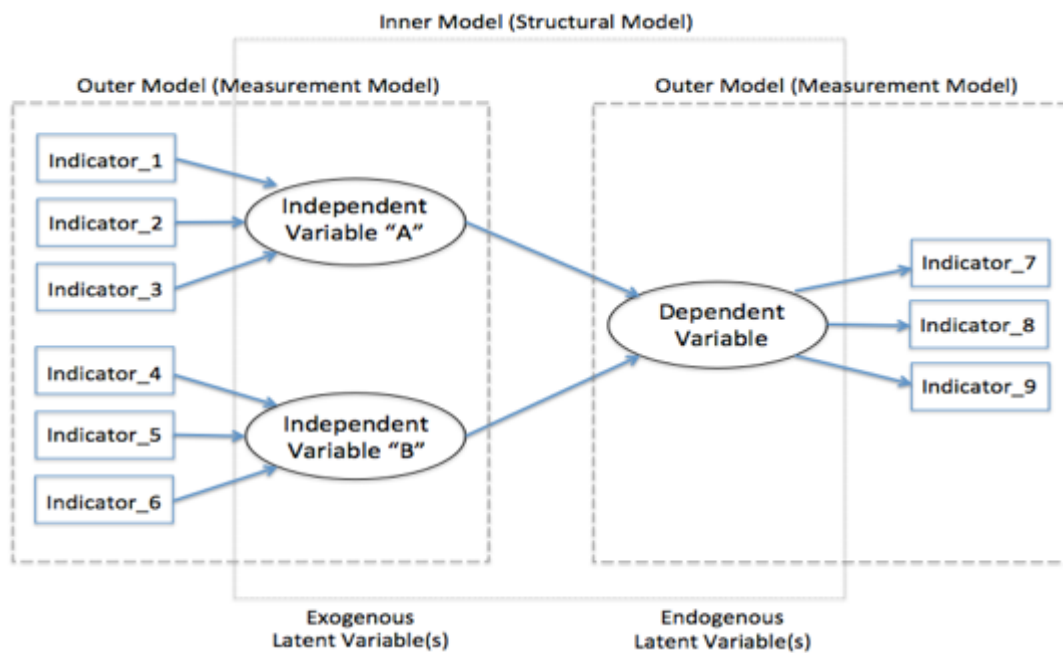 Inner Model (Structural Model)
Outer Model (Measurement Model)
Outer Model (Measurement Model)
Indicator_1
Indicator_2
Indicator_3
Independent
Variable “A”
Indicator_4
Indicator_5
Indicator_6
Independent
Variable “B”
Dependent
Variable
Indicator_7
Indicator_8
Indicator_9
Exogenous
Latent Variable(s)
Endogenous
Latent Variable(s)